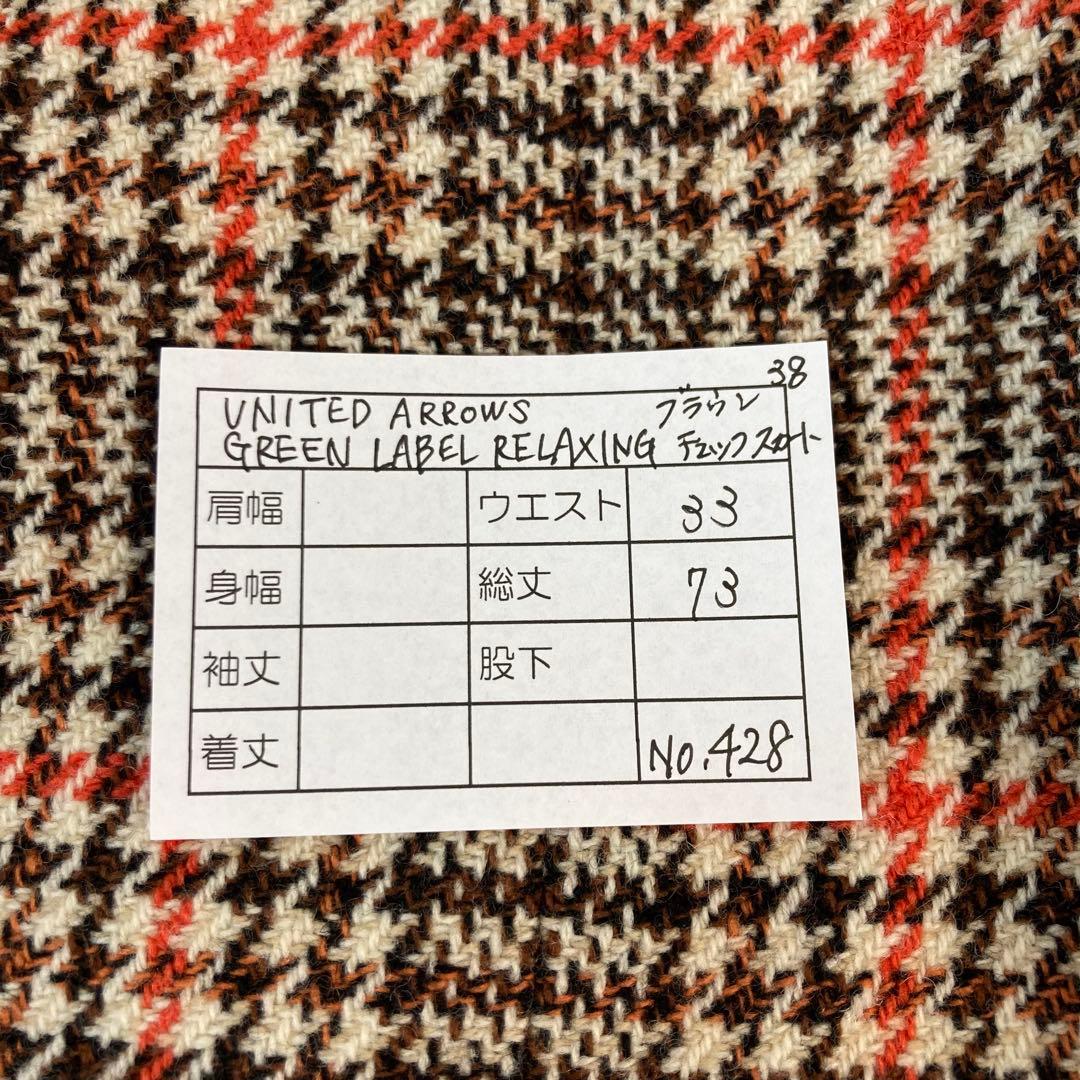 38
UNITED ARROWS ブラウン
GREEN LABEL RELAXING チェックスカート
肩幅 ウエスト 33
身幅 総丈 73
袖丈 股下
着丈 No.428